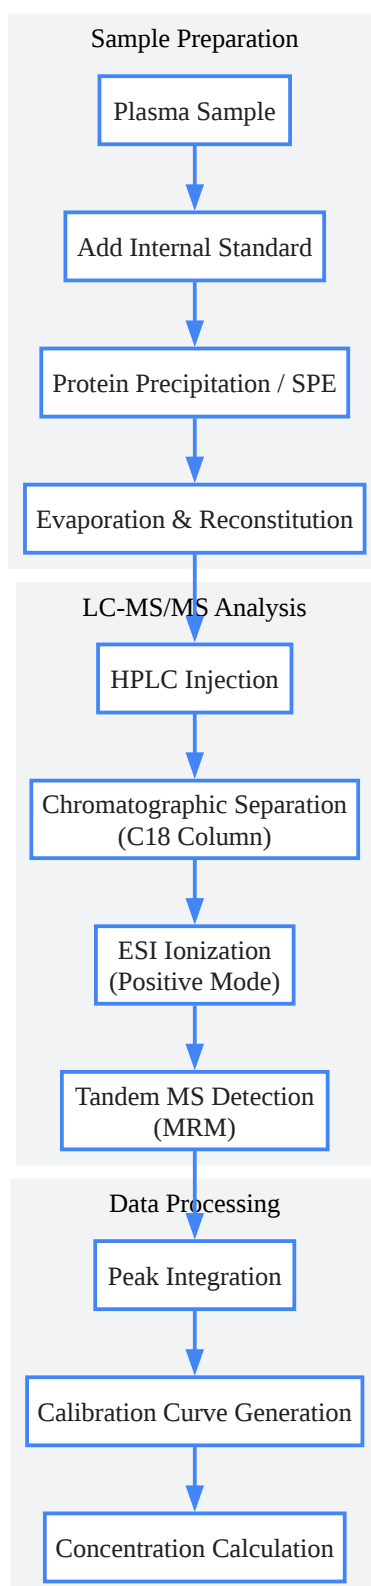 Sample Preparation
Plasma Sample
Add Internal Standard
Protein Precipitation / SPE
Evaporation & Reconstitution
LC-MS/MS Analysis
HPLC Injection
Chromatographic Separation
(C18 Column)
ESI Ionization
(Positive Mode)
Tandem MS Detection
(MRM)
Data Processing
Peak Integration
Calibration Curve Generation
Concentration Calculation